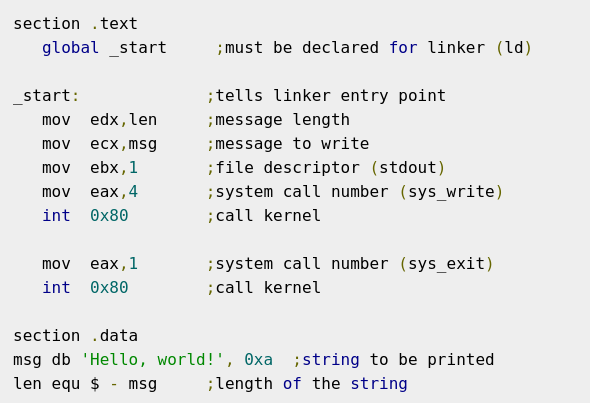 section .text
   global _start     ;must be declared for linker (ld)

_start:             ;tells linker entry point
   mov  edx,len     ;message length
   mov  ecx,msg     ;message to write
   mov  ebx,1       ;file descriptor (stdout)
   mov  eax,4       ;system call number (sys_write)
   int  0x80        ;call kernel

   mov  eax,1       ;system call number (sys_exit)
   int  0x80        ;call kernel

section .data
msg db 'Hello, world!', 0xa  ;string to be printed
len equ $ - msg     ;length of the string